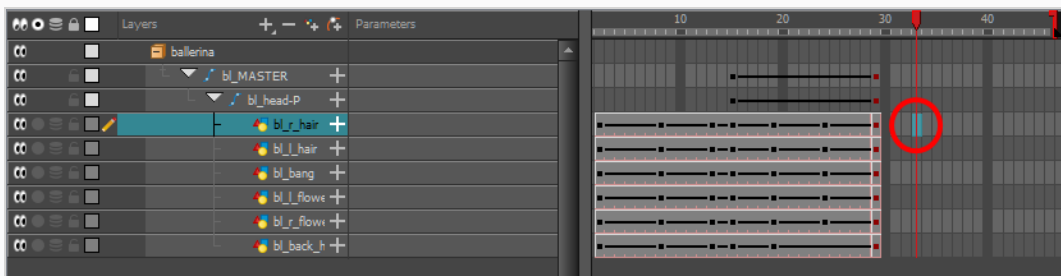 Layers Parameters 10 20 30 40
ballerina
bl_MASTER
bl_head-P
bl_r_hair
bl_l_hair
bl_bang
bl_l_flowe
bl_r_flowe
bl_back_h